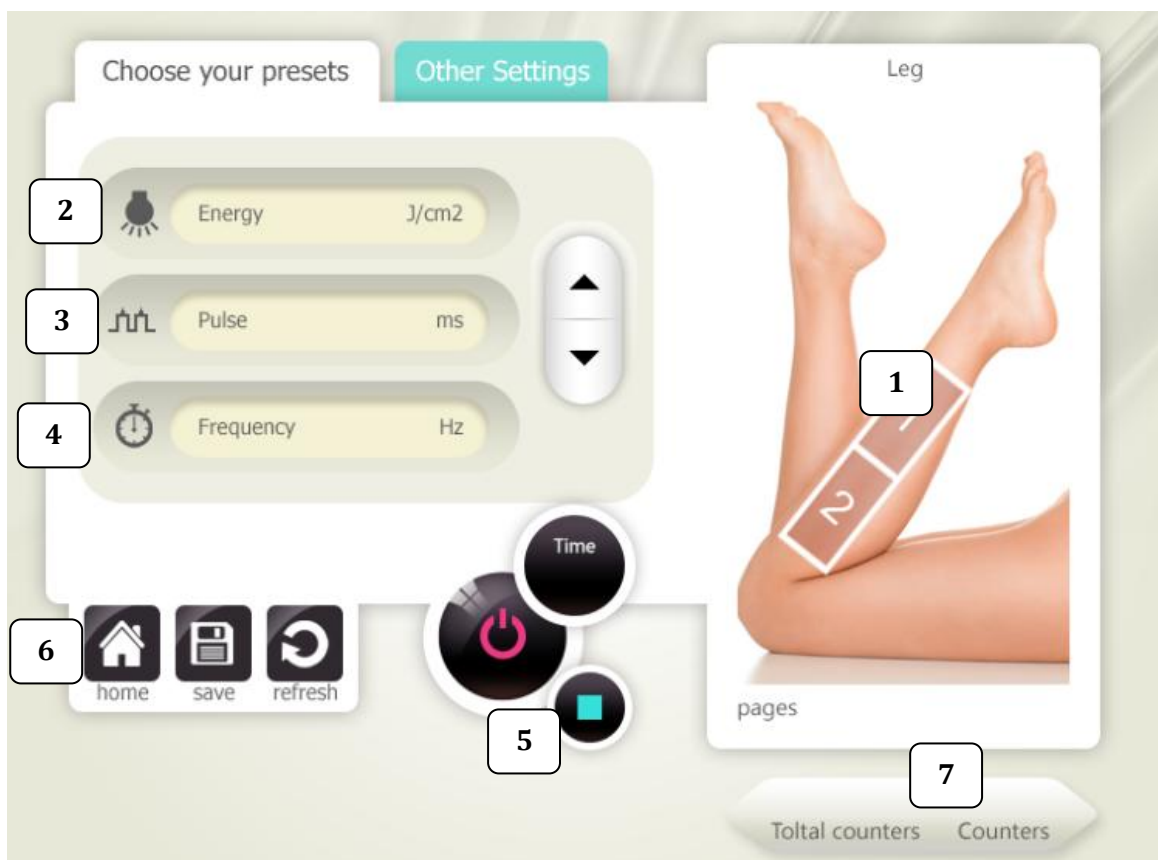 Choose your presets
Other Settings
Leg
2
Energy J/cm2
3
Pulse ms
1
4
Frequency Hz
1
2
Time
6
home save refresh
5
pages
7
Toltal counters Counters